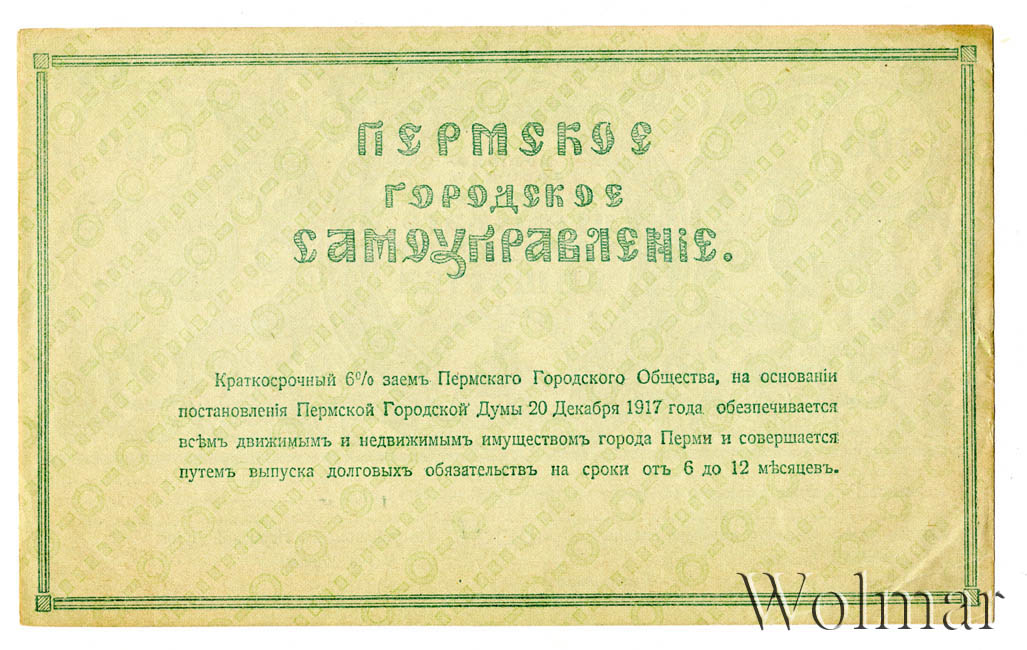 ПЕРМСКОЕ
ГОРОДСКОЕ
САМОУПРАВЛЕНІЕ.
Краткосрочный 6% заемъ Пермскаго Городского Общества, на основаніи
постановленія Пермской Городской Думы 20 Декабря 1917 года обезпечивается
всѣмъ движимымъ и недвижимымъ имуществомъ города Перми и совершается
путемъ выпуска долговыхъ обязательствъ на сроки отъ 6 до 12 мѣсяцевъ.
Wolmar